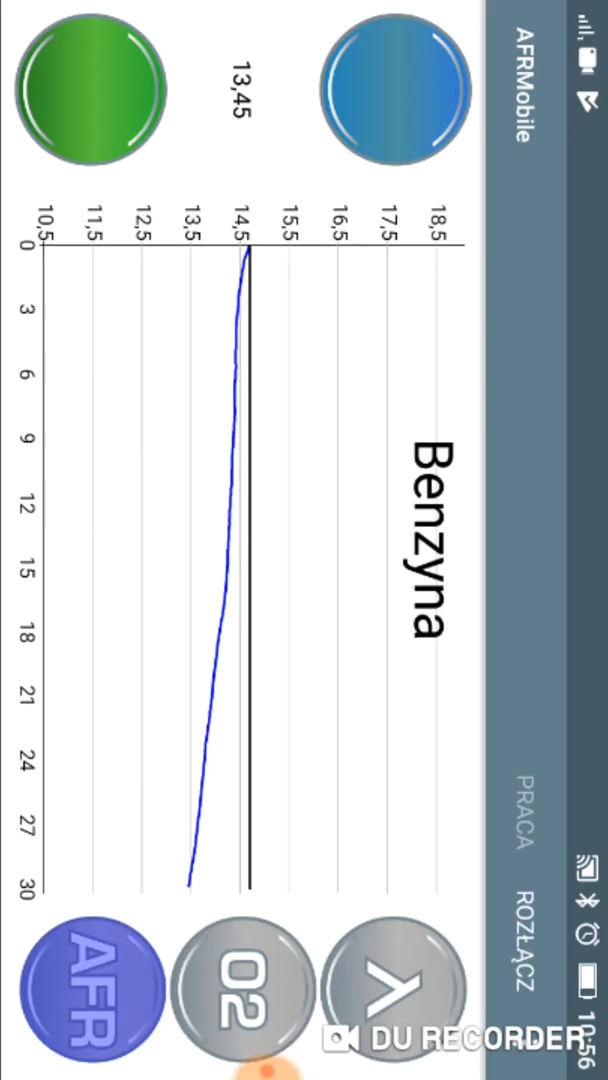 10:56
AFRMobile
PRACA
ROZŁĄCZ
Benzyna
18,5
17,5
16,5
15,5
14,5
13,5
12,5
11,5
10,5
0
3
6
9
12
15
18
21
24
27
30
13,45
λ
O2
AFR
DU RECORDER